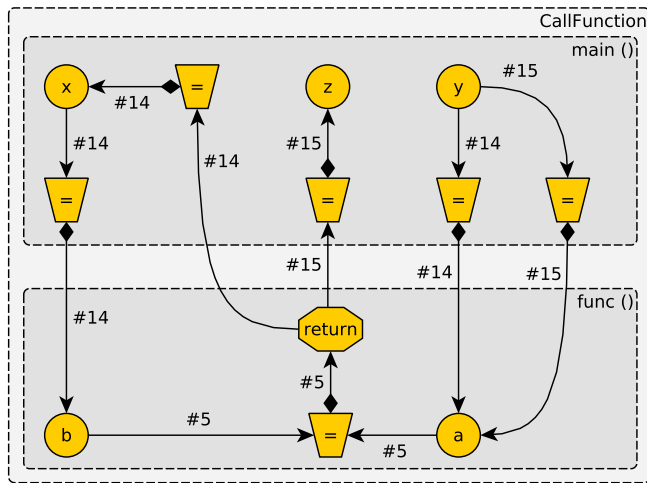 CallFunction
main ()
x
#14
=
z
y
#15
#14
#14
#15
#14
=
=
=
=
#15
#14
#15
#14
func ()
return
#5
b
#5
=
#5
a